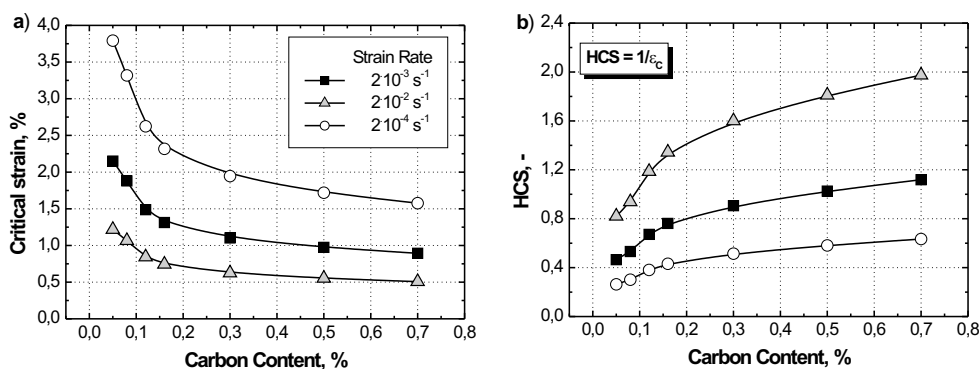 a)
4,0
3,5
3,0
2,5
2,0
1,5
1,0
0,5
0,0
Critical strain, %
Strain Rate
2·10⁻³ s⁻¹
2·10⁻² s⁻¹
2·10⁻⁴ s⁻¹
0,0 0,1 0,2 0,3 0,4 0,5 0,6 0,7 0,8
Carbon Content, %
b)
2,4
2,0
1,6
1,2
0,8
0,4
0,0
HCS, -
HCS = 1/εc
0,0 0,1 0,2 0,3 0,4 0,5 0,6 0,7 0,8
Carbon Content, %